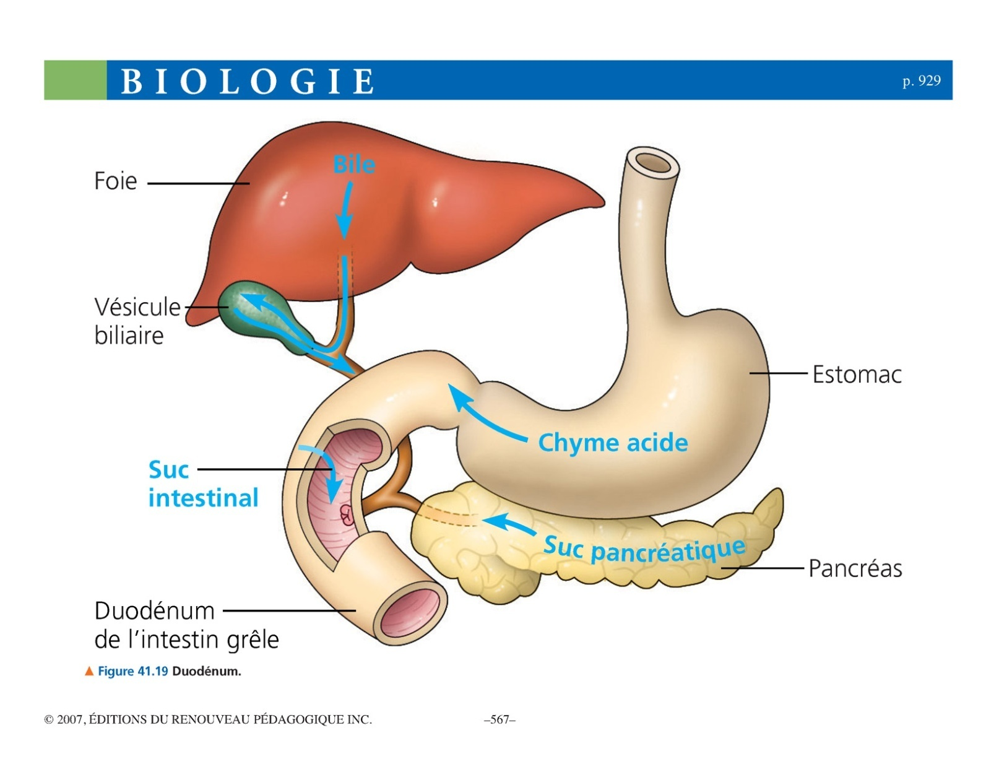 BIOLOGIE
p. 929
Bile
Foie
Vésicule
biliaire
Estomac
Chyme acide
Suc
intestinal
Suc pancréatique
Pancréas
Duodénum
de l'intestin grêle
▲ Figure 41.19 Duodénum.
© 2007, ÉDITIONS DU RENOUVEAU PÉDAGOGIQUE INC.
–567–